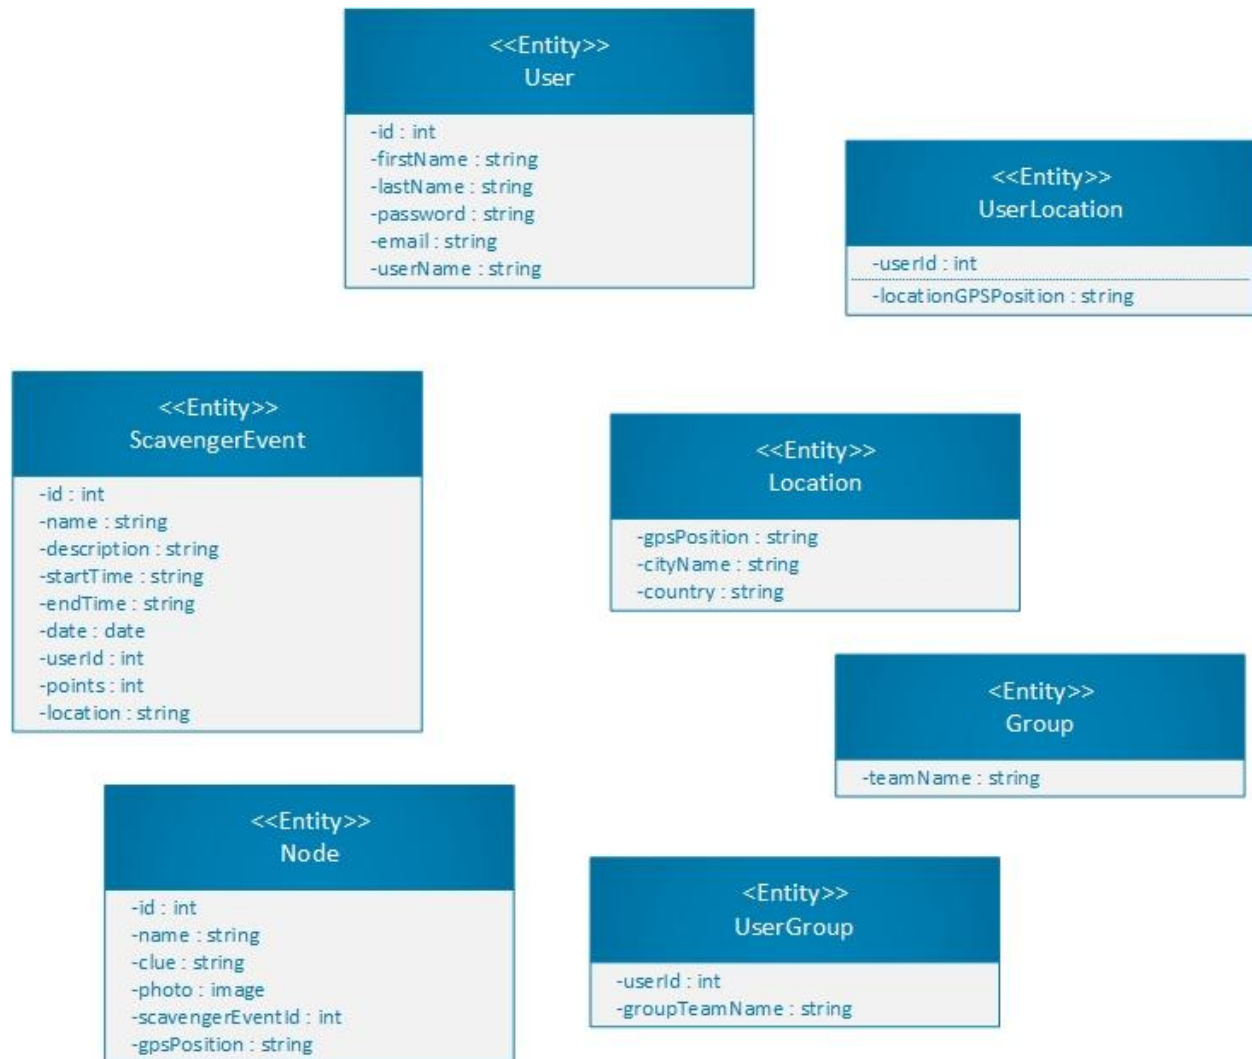 <<Entity>>
User
-id : int
-firstName : string
-lastName : string
-password : string
-email : string
-userName : string
<<Entity>>
UserLocation
-userId : int
-locationGPSPosition : string
<<Entity>>
ScavengerEvent
-id : int
-name : string
-description : string
-startTime : string
-endTime : string
-date : date
-userId : int
-points : int
-location : string
<<Entity>>
Location
-gpsPosition : string
-cityName : string
-country : string
<Entity>>
Group
-teamName : string
<<Entity>>
Node
-id : int
-name : string
-clue : string
-photo : image
-scavengerEventId : int
-gpsPosition : string
<Entity>>
UserGroup
-userId : int
-groupTeamName : string